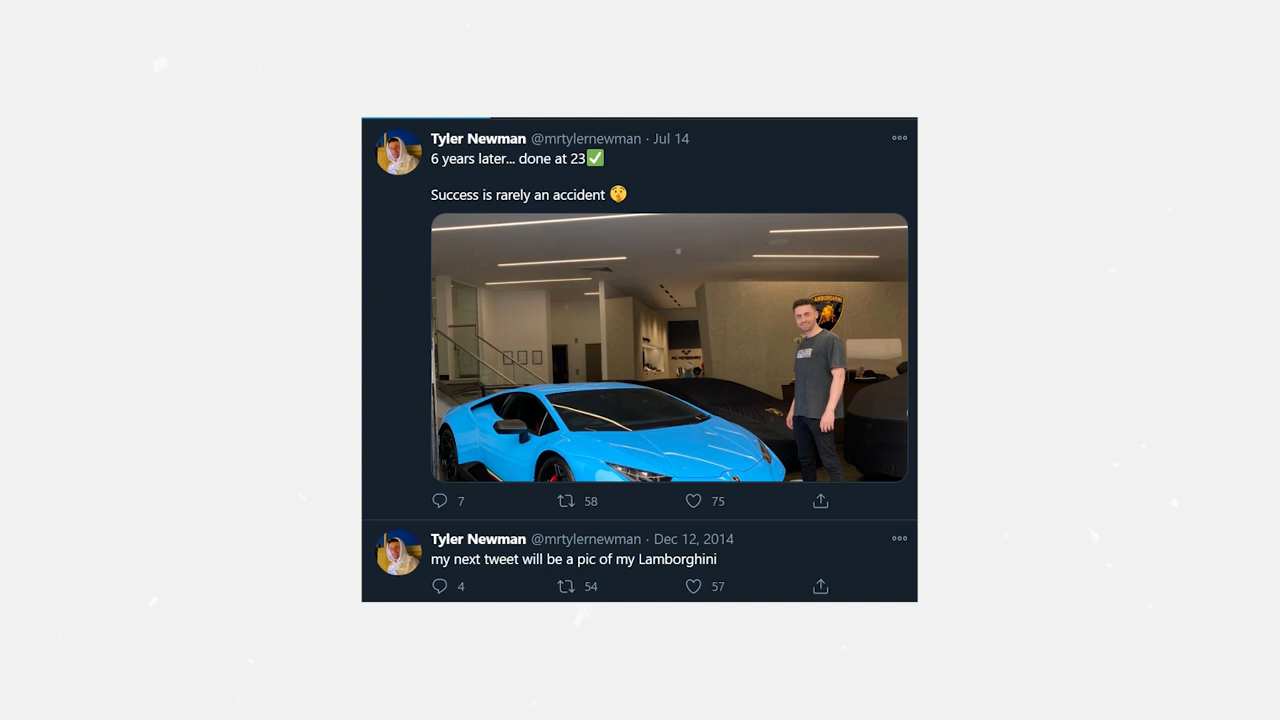 Tyler Newman @mrtylernewman · Jul 14
6 years later... done at 23✅
Success is rarely an accident 🤫
LAMBORGHINI
7 58 75
Tyler Newman @mrtylernewman · Dec 12, 2014
my next tweet will be a pic of my Lamborghini
4 54 57